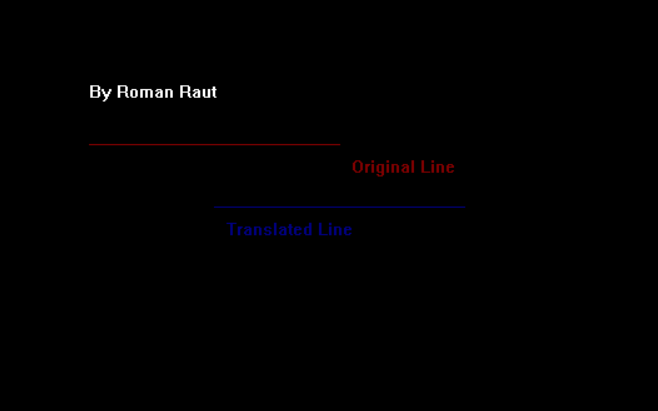 By Roman Raut
Original Line
Translated Line